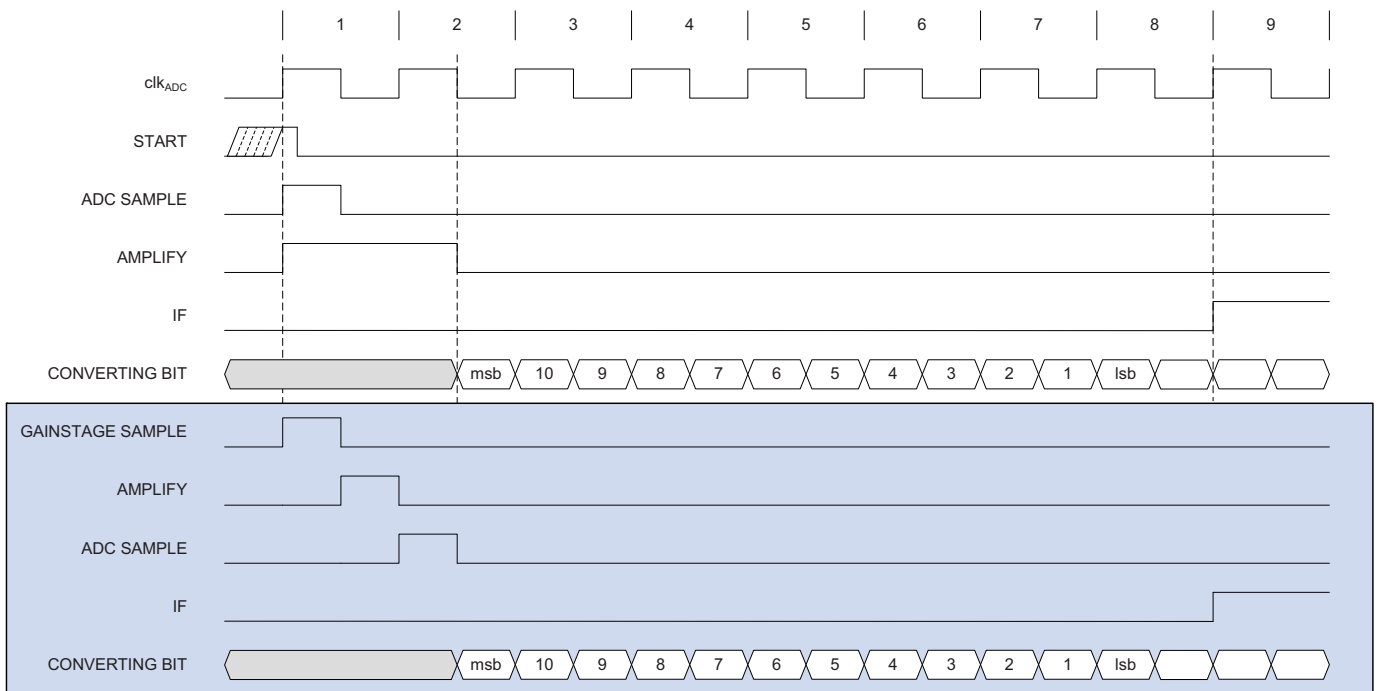 1 2 3 4 5 6 7 8 9
clkADC
START
ADC SAMPLE
AMPLIFY
IF
CONVERTING BIT msb 10 9 8 7 6 5 4 3 2 1 lsb
GAINSTAGE SAMPLE
AMPLIFY
ADC SAMPLE
IF
CONVERTING BIT msb 10 9 8 7 6 5 4 3 2 1 lsb